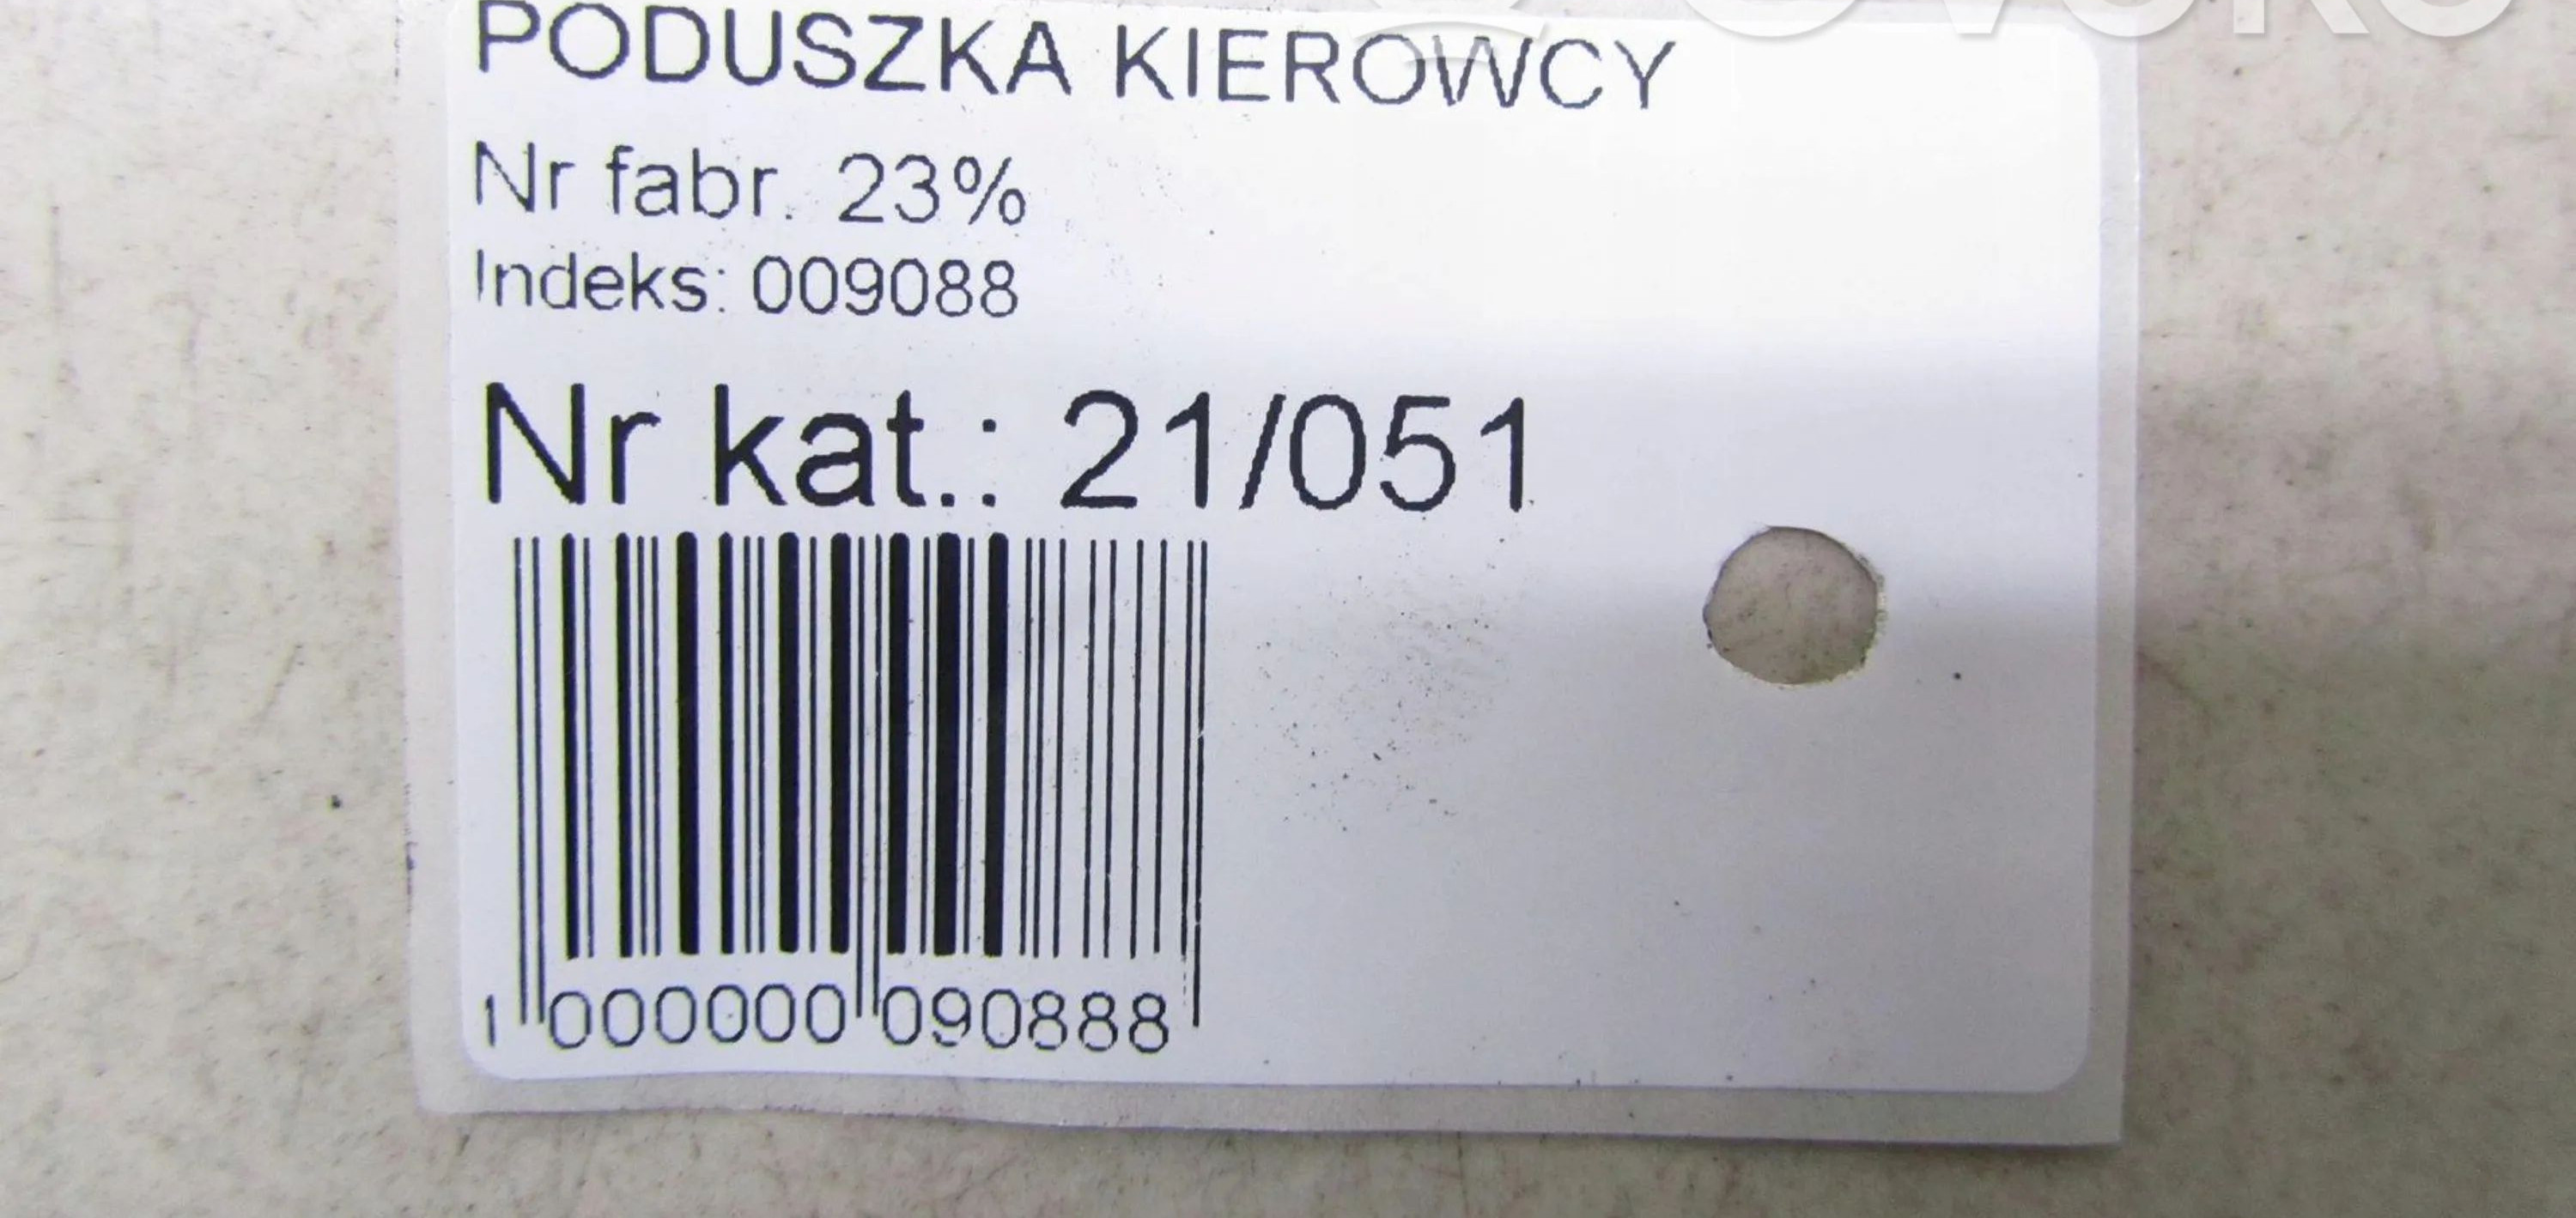 PODUSZKA KIEROWCY
Nr fabr. 23%
Indeks: 009088
Nr kat.: 21/051
1 000000 090888